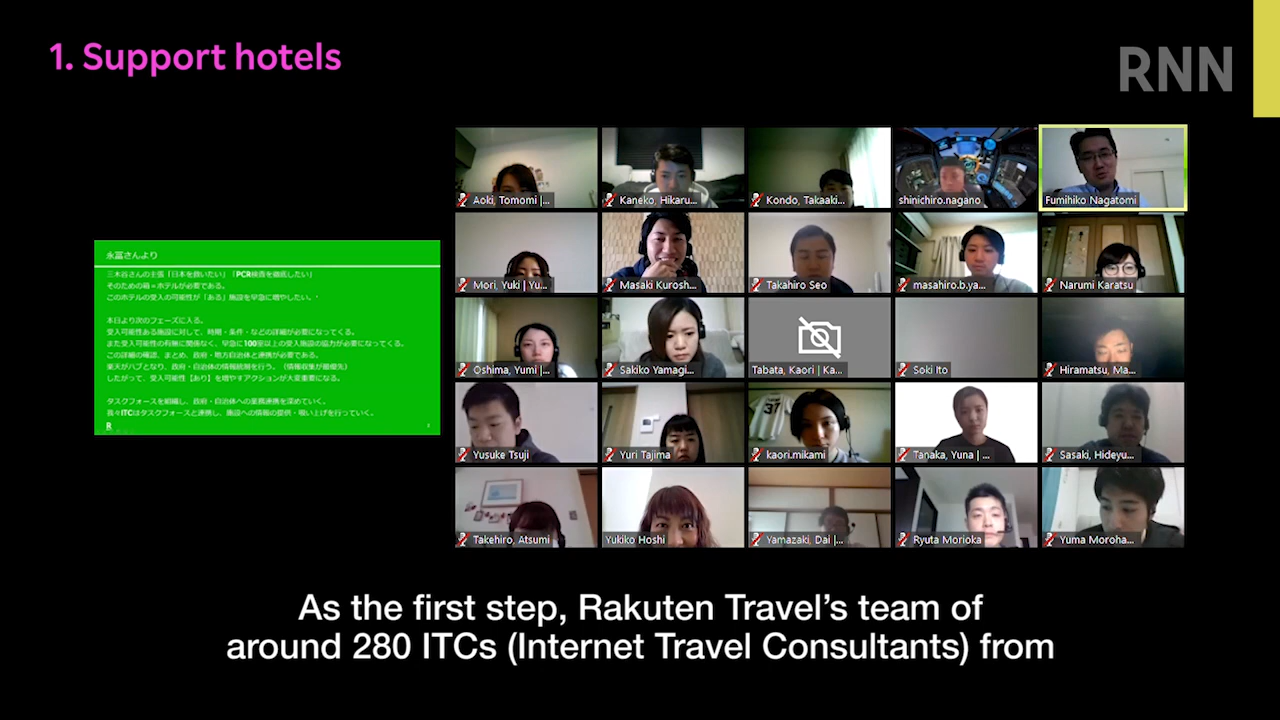 1. Support hotels
RNN
永冨さんより
三木谷さんの主張「日本を救いたい」「PCR検査を徹底したい」
そのための箱=ホテルが必要である。
このホテルの受入の可能性が「ある」施設を早急に増やしたい。
本日より次のフェーズに入る。
受入可能性ある施設に対して、時期・条件・などの詳細が必要になってくる。
また受入可能性の有無に関係なく、早急に100室以上の受入施設の協力が必要になってくる。
この詳細の確認、まとめ、政府・地方自治体と連携が必要である。
楽天がハブとなり、政府・自治体の情報統制を行う。（情報収集が最優先）
したがって、受入可能性【あり】を増やすアクションが大変重要になる。
タスクフォースを組織し、政府・自治体への業務連携を深めていく。
我々ITCはタスクフォースと連携し、施設への情報の提供・吸い上げを行っていく。
R
Aoki, Tomomi |...
Kaneko, Hikaru...
Kondo, Takaaki...
shinichiro.nagano
Fumihiko Nagatomi
Mori, Yuki | Yu...
Masaki Kurosh...
Takahiro Seo
masahiro.b.ya...
Narumi Karatsu
Oshima, Yumi |...
Sakiko Yamagi...
Tabata, Kaori | Ka...
Soki Ito
Hiramatsu, Ma...
37
Yusuke Tsuji
Yuri Tajima
kaori.mikami
Tanaka, Yuna | ...
Sasaki, Hideyu...
Takehiro, Atsumi
Yukiko Hoshi
Yamazaki, Dai |...
Ryuta Morioka
Yuma Moroha...
As the first step, Rakuten Travel's team of
around 280 ITCs (Internet Travel Consultants) from